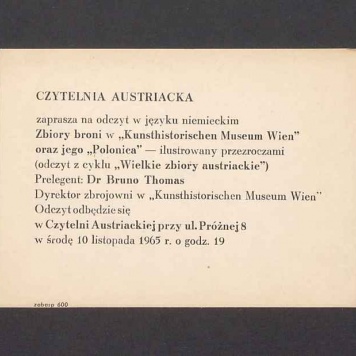 CZYTELNIA AUSTRIACKA
zaprasza na odczyt w języku niemieckim
Zbiory broni w „Kunsthistorischen Museum Wien”
oraz jego „Polonica” — ilustrowany przezroczami
(odczyt z cyklu „Wielkie zbiory austriackie”)
Prelegent: Dr Bruno Thomas
Dyrektor zbrojowni w „Kunsthistorischen Museum Wien”
Odczyt odbędzie się
w Czytelni Austriackiej przy ul. Próżnej 8
w środę 10 listopada 1965 r. o godz. 19